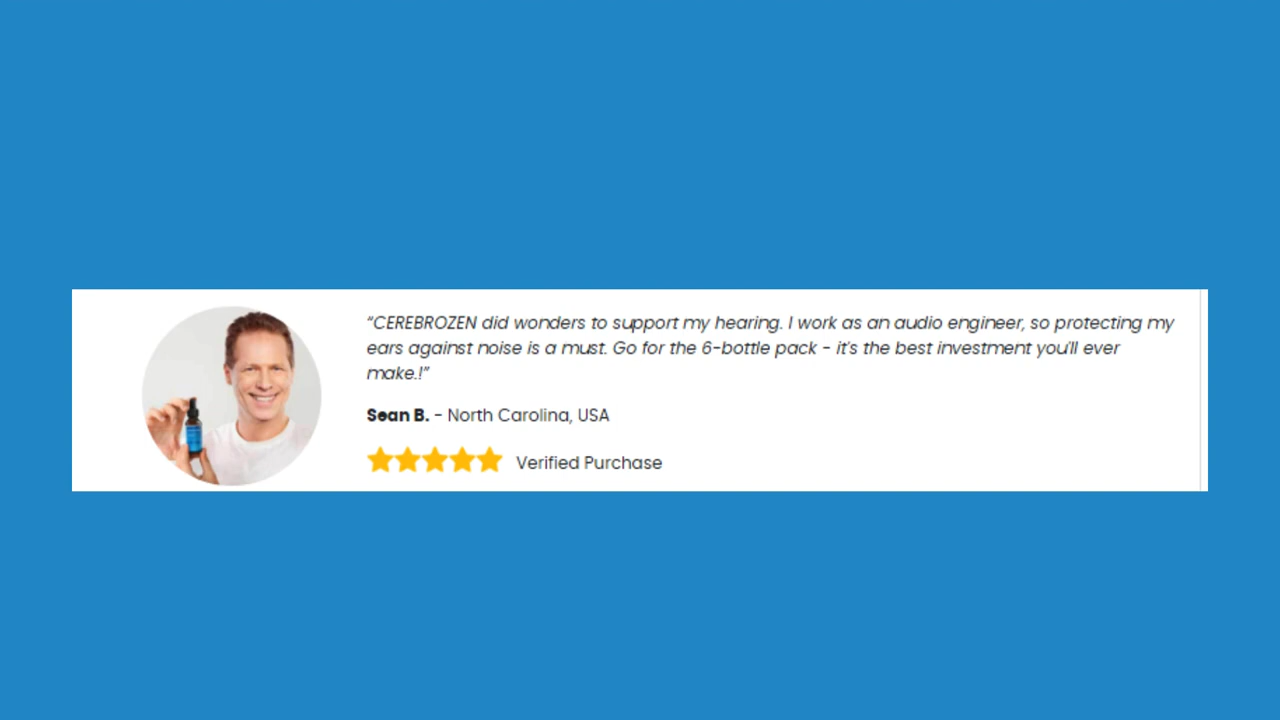 “CEREBROZEN did wonders to support my hearing. I work as an audio engineer, so protecting my
ears against noise is a must. Go for the 6-bottle pack - it's the best investment you'll ever
make.!”
Sean B. - North Carolina, USA
Verified Purchase